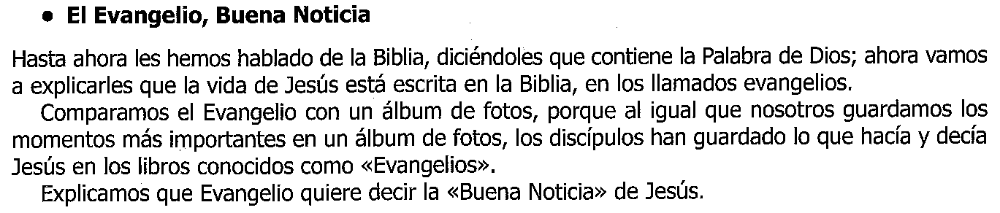 • El Evangelio, Buena Noticia
Hasta ahora les hemos hablado de la Biblia, diciéndoles que contiene la Palabra de Dios; ahora vamos
a explicarles que la vida de Jesús está escrita en la Biblia, en los llamados evangelios.
Comparamos el Evangelio con un álbum de fotos, porque al igual que nosotros guardamos los
momentos más importantes en un álbum de fotos, los discípulos han guardado lo que hacía y decía
Jesús en los libros conocidos como «Evangelios».
Explicamos que Evangelio quiere decir la «Buena Noticia» de Jesús.